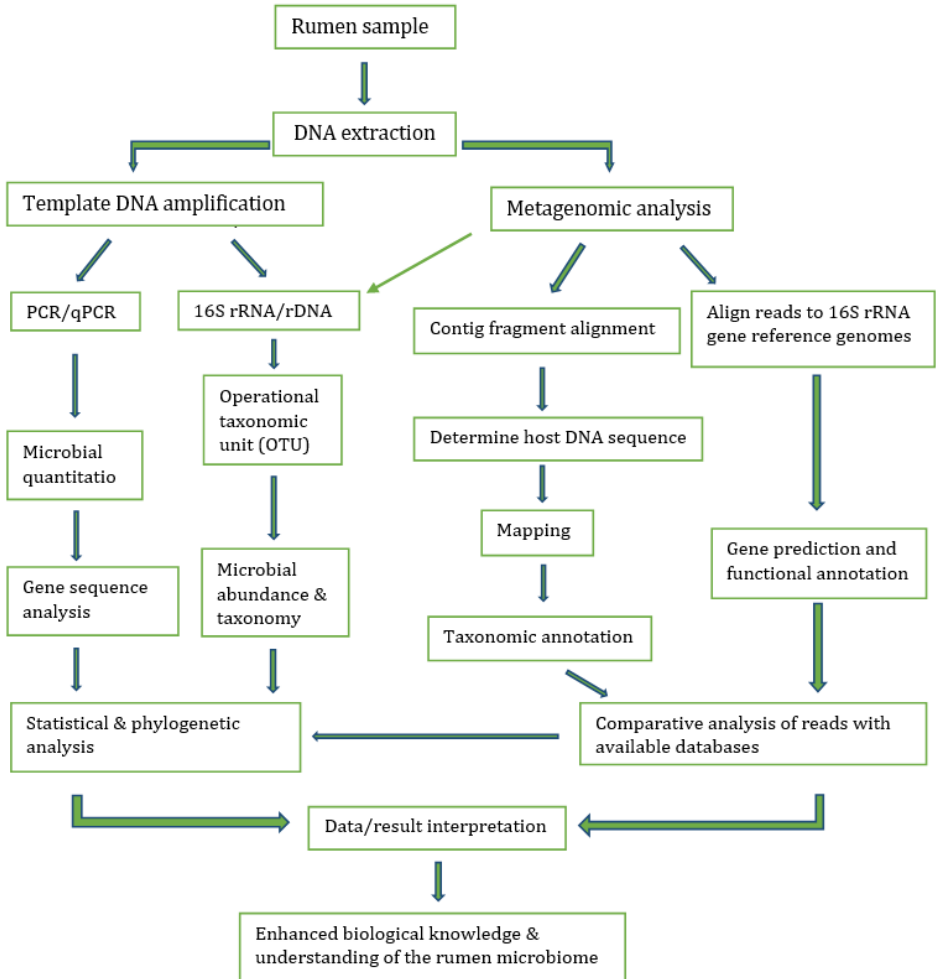 Rumen sample
DNA extraction
Template DNA amplification
Metagenomic analysis
PCR/qPCR
16S rRNA/rDNA
Contig fragment alignment
Align reads to 16S rRNA
gene reference genomes
Operational
taxonomic
unit (OTU)
Determine host DNA sequence
Microbial
quantitatio
Mapping
Gene prediction and
functional annotation
Gene sequence
analysis
Microbial
abundance &
taxonomy
Taxonomic annotation
Statistical & phylogenetic
analysis
Comparative analysis of reads with
available databases
Data/result interpretation
Enhanced biological knowledge &
understanding of the rumen microbiome